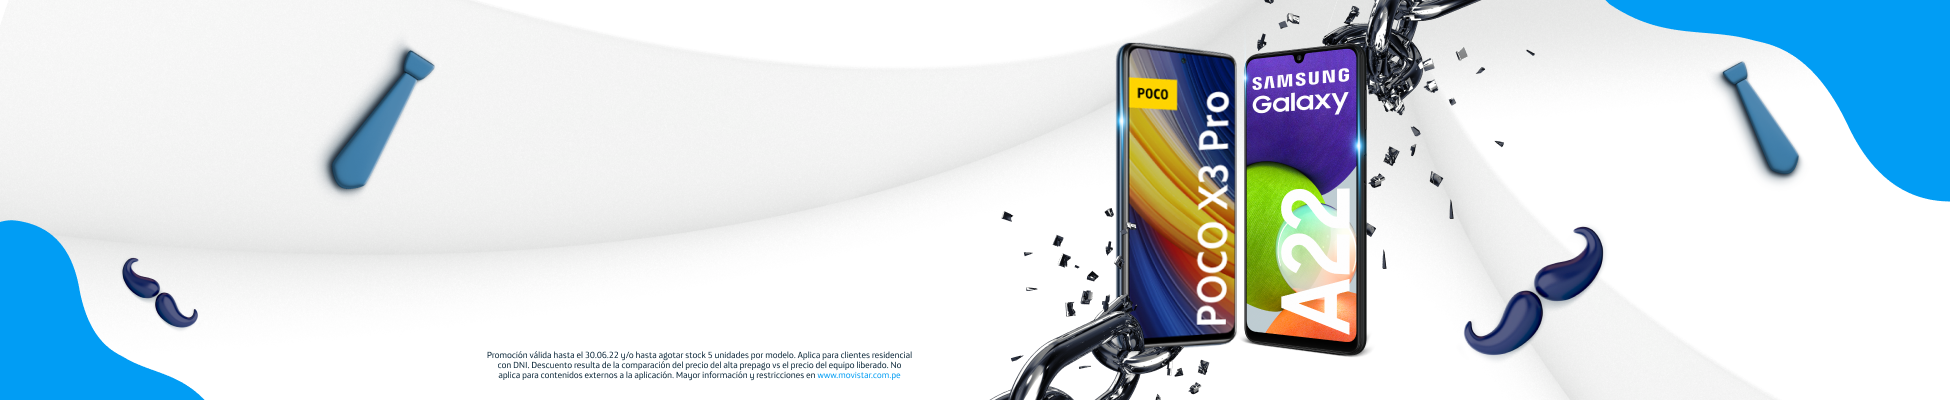 POCO
POCO X3 Pro
SAMSUNG
Galaxy
A22
Promoción válida hasta el 30.06.22 y/o hasta agotar stock 5 unidades por modelo. Aplica para clientes residencial
con DNI. Descuento resulta de la comparación del precio del alta prepago vs el precio del equipo liberado. No
aplica para contenidos externos a la aplicación. Mayor información y restricciones en www.movistar.com.pe